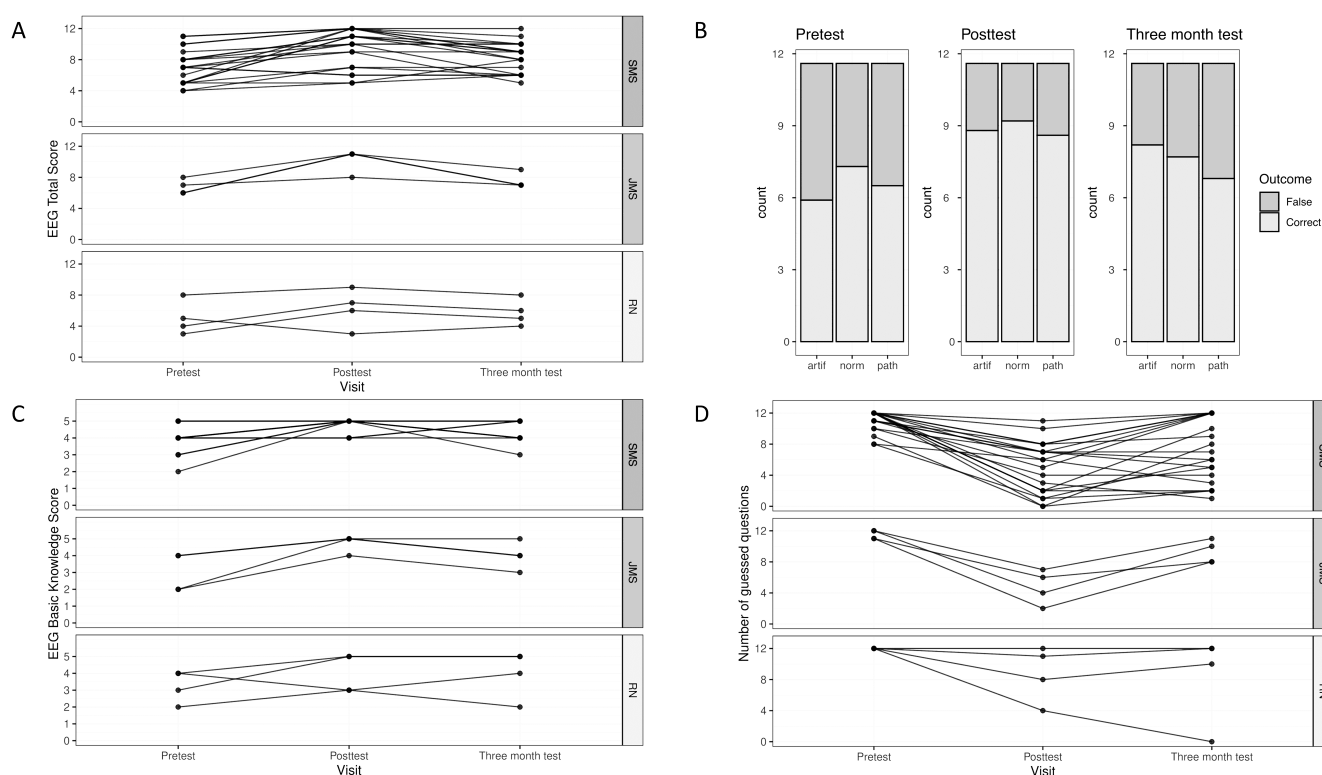 A
12
8
4
0
SMS
12
8
4
0
JMS
12
8
4
0
RN
EEG Total Score
Pretest Posttest Three month test
Visit
B
Pretest Posttest Three month test
12
9
6
3
0
count
artif norm path
12
9
6
3
0
count
artif norm path
12
9
6
3
0
count
artif norm path
Outcome
False
Correct
C
5
4
3
2
1
0
SMS
5
4
3
2
1
0
JMS
5
4
3
2
1
0
RN
EEG Basic Knowledge Score
Pretest Posttest Three month test
Visit
D
12
8
4
0
12
8
4
0
12
8
4
0
Number of guessed questions
Pretest Posttest Three month test
Visit